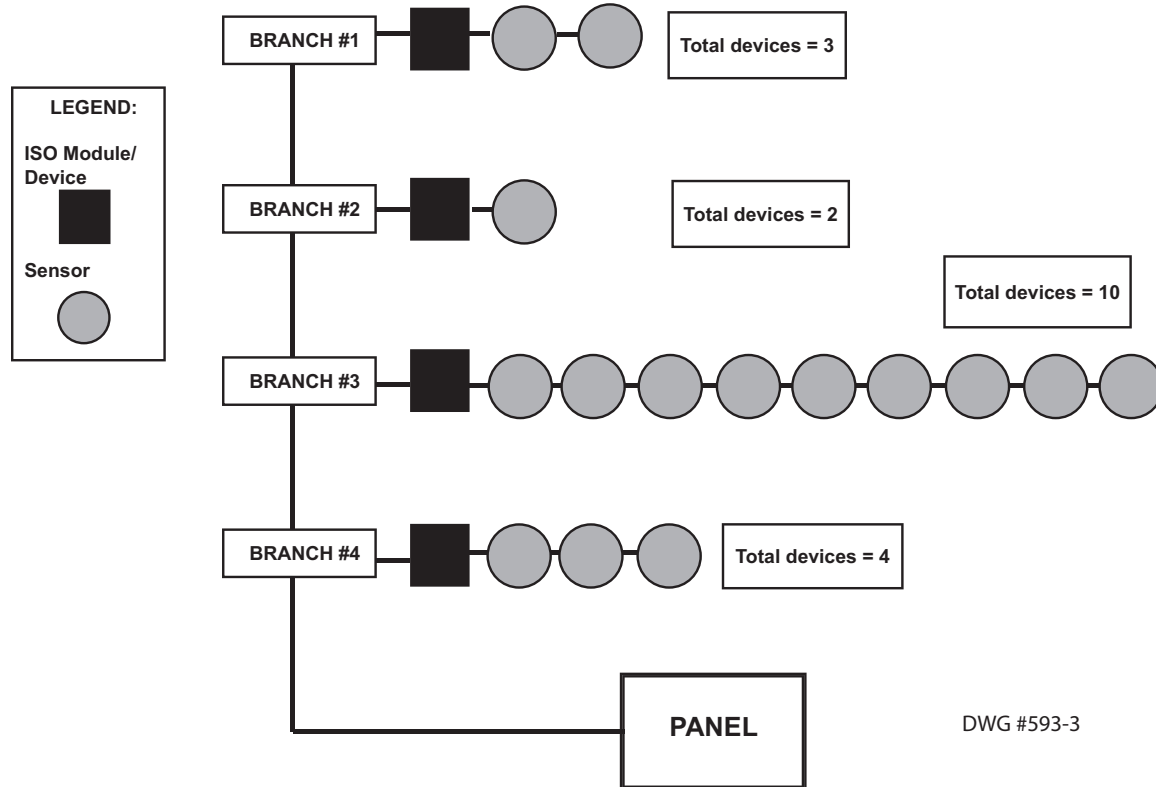 BRANCH #1
Total devices = 3
LEGEND:
ISO Module/
Device
Sensor
BRANCH #2
Total devices = 2
Total devices = 10
BRANCH #3
BRANCH #4
Total devices = 4
PANEL
DWG #593-3